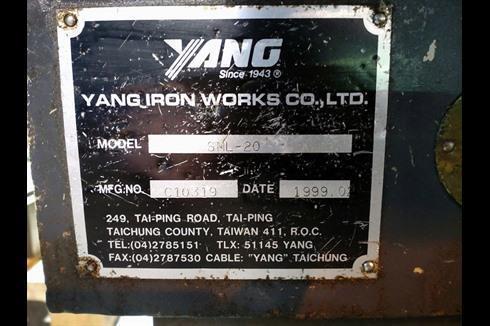 YANG
Since 1943 ®
YANG IRON WORKS CO., LTD.
MODEL SML-20
MFG.NO C10319 DATE 1999.02
249, TAI-PING ROAD, TAI-PING
TAICHUNG COUNTY, TAIWAN 411, R.O.C.
TEL:(04)2785151 TLX: 51145 YANG
FAX:(04)2787530 CABLE: "YANG" TAICHUNG